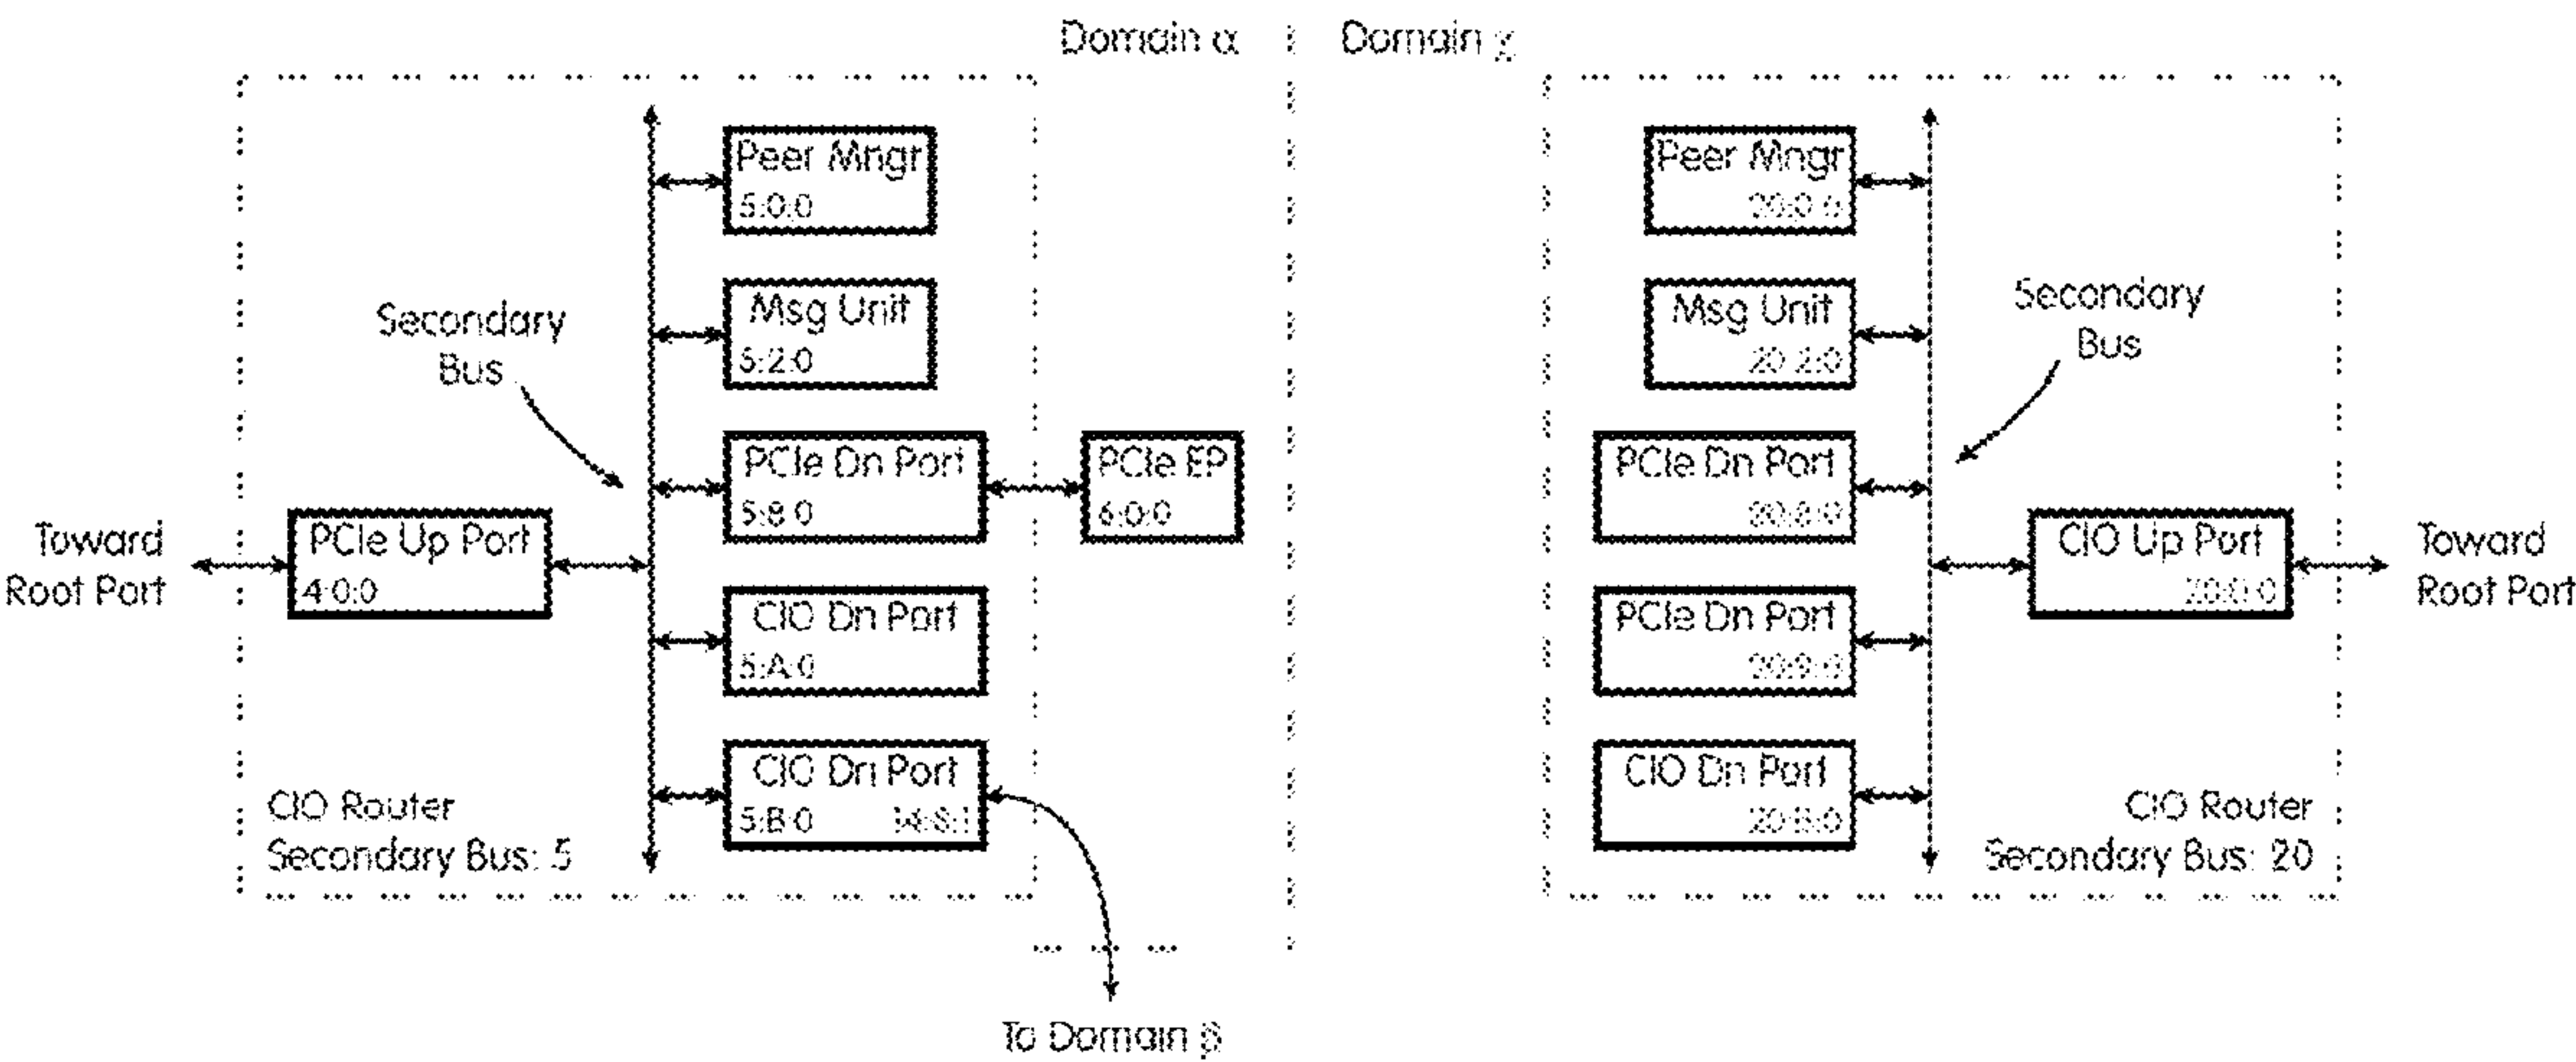 Domain α
Domain γ
Peer Mngr
5:0:0
Msg Unit
5:2:0
Secondary
Bus
PCIe Dn Port
5:8:0
PCIe EP
6:0:0
Toward
Root Port
PCIe Up Port
4:0:0
CIO Dn Port
5:A:0
CIO Dn Port
5:B:0
CIO Router
Secondary Bus: 5
To Domain β
Peer Mngr
Msg Unit
20:2:0
Secondary
Bus
PCIe Dn Port
PCIe Dn Port
CIO Up Port
Toward
Root Port
CIO Dn Port
20:B:0
CIO Router
Secondary Bus: 20